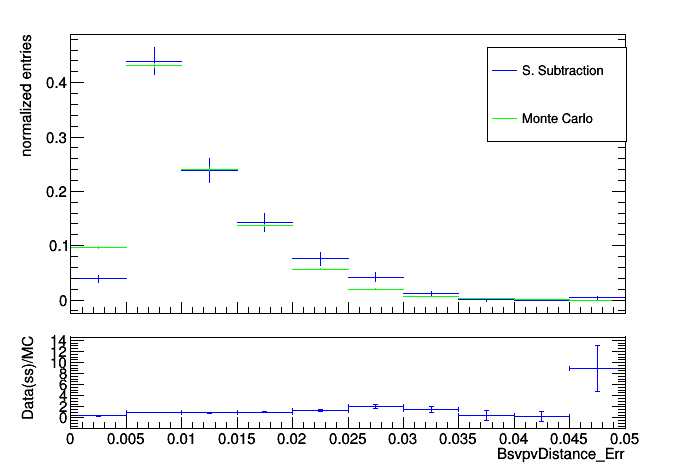 normalized entries
S. Subtraction
Monte Carlo
0.4
0.3
0.2
0.1
0
Data(ss)/MC
14
12
10
8
6
4
2
0
0 0.005 0.01 0.015 0.02 0.025 0.03 0.035 0.04 0.045 0.05
BsvpvDistance_Err